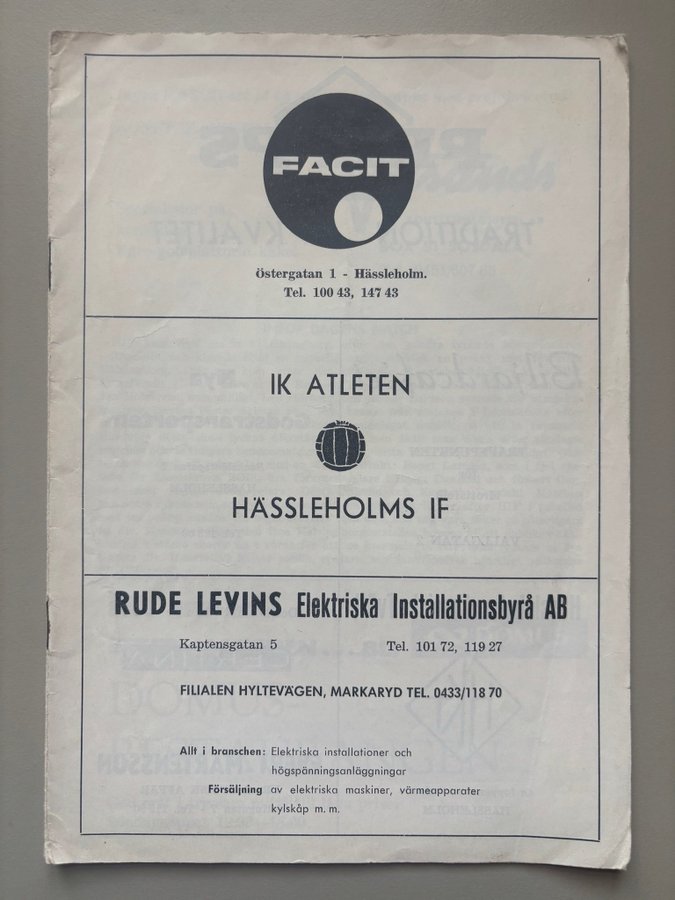 FACIT
Östergatan 1 - Hässleholm.
Tel. 100 43, 147 43
IK ATLETEN
HÄSSLEHOLMS IF
RUDE LEVINS Elektriska Installationsbyrå AB
Kaptensgatan 5 Tel. 101 72, 119 27
FILIALEN HYLTEVÄGEN, MARKARYD TEL. 0433/118 70
Allt i branschen: Elektriska installationer och
högspänningsanläggningar
Försäljning av elektriska maskiner, värmeapparater
kylskåp m. m.